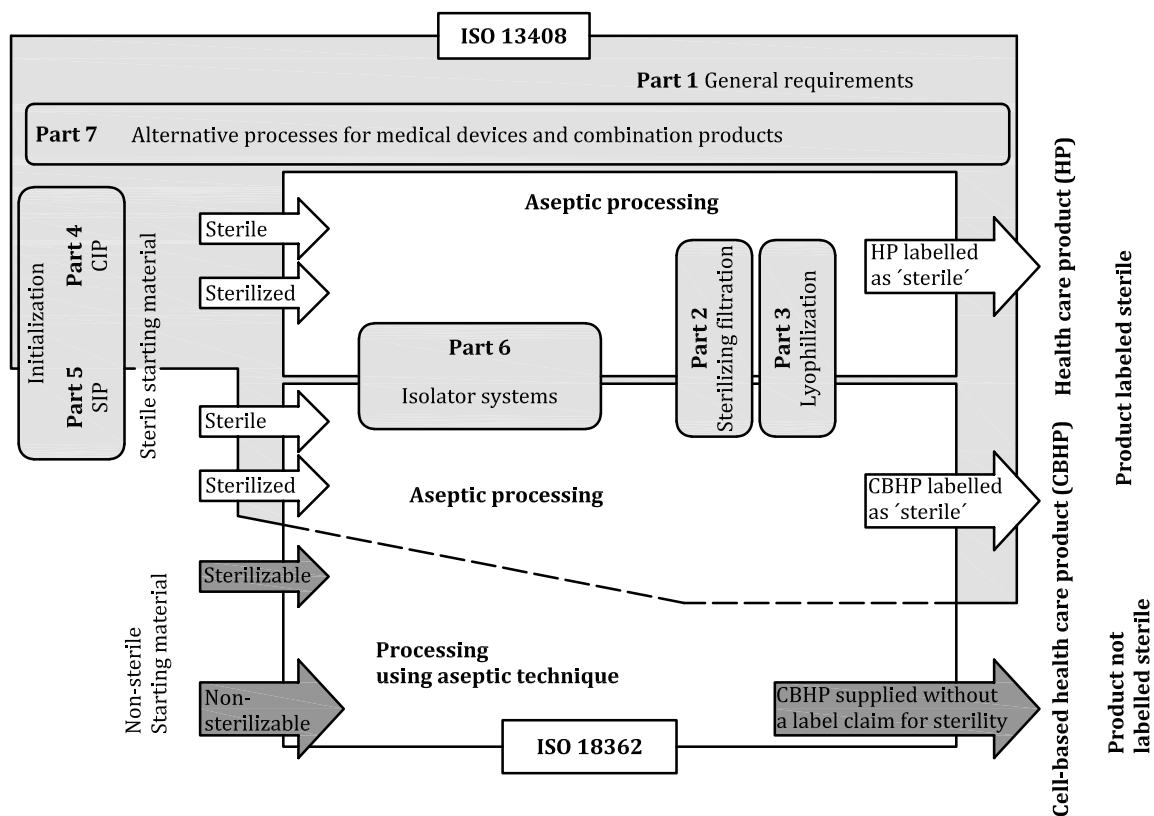 ISO 13408
Part 1 General requirements
Part 7 Alternative processes for medical devices and combination products
Initialization
Part 4
CIP
Part 5
SIP
Sterile starting material
Sterile
Sterilized
Aseptic processing
Part 6
Isolator systems
Part 2
Sterilizing filtration
Part 3
Lyophilization
HP labelled
as ´sterile´
Health care product (HP)
Product labeled sterile
Sterile
Sterilized
Aseptic processing
CBHP labelled
as ´sterile´
Cell-based health care product (CBHP)
Non-sterile
Starting material
Sterilizable
Non-
sterilizable
Processing
using aseptic technique
CBHP supplied without
a label claim for sterility
Product not
labelled sterile
ISO 18362